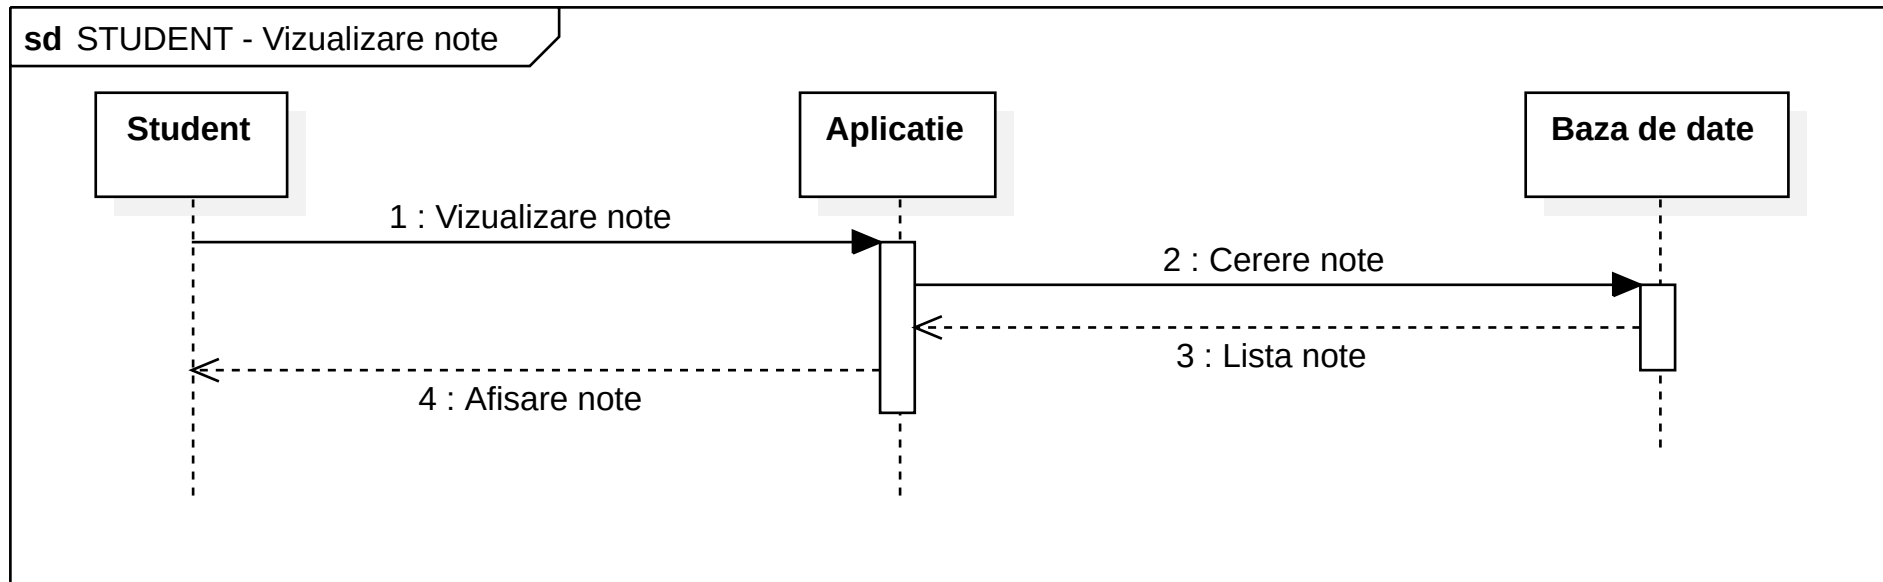 sd STUDENT - Vizualizare note
Student
Aplicatie
Baza de date
1 : Vizualizare note
2 : Cerere note
3 : Lista note
4 : Afisare note